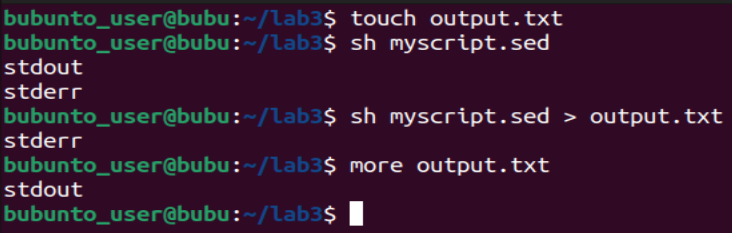 bubunto_user@bubu:~/lab3$ touch output.txt
bubunto_user@bubu:~/lab3$ sh myscript.sed
stdout
stderr
bubunto_user@bubu:~/lab3$ sh myscript.sed > output.txt
stderr
bubunto_user@bubu:~/lab3$ more output.txt
stdout
bubunto_user@bubu:~/lab3$